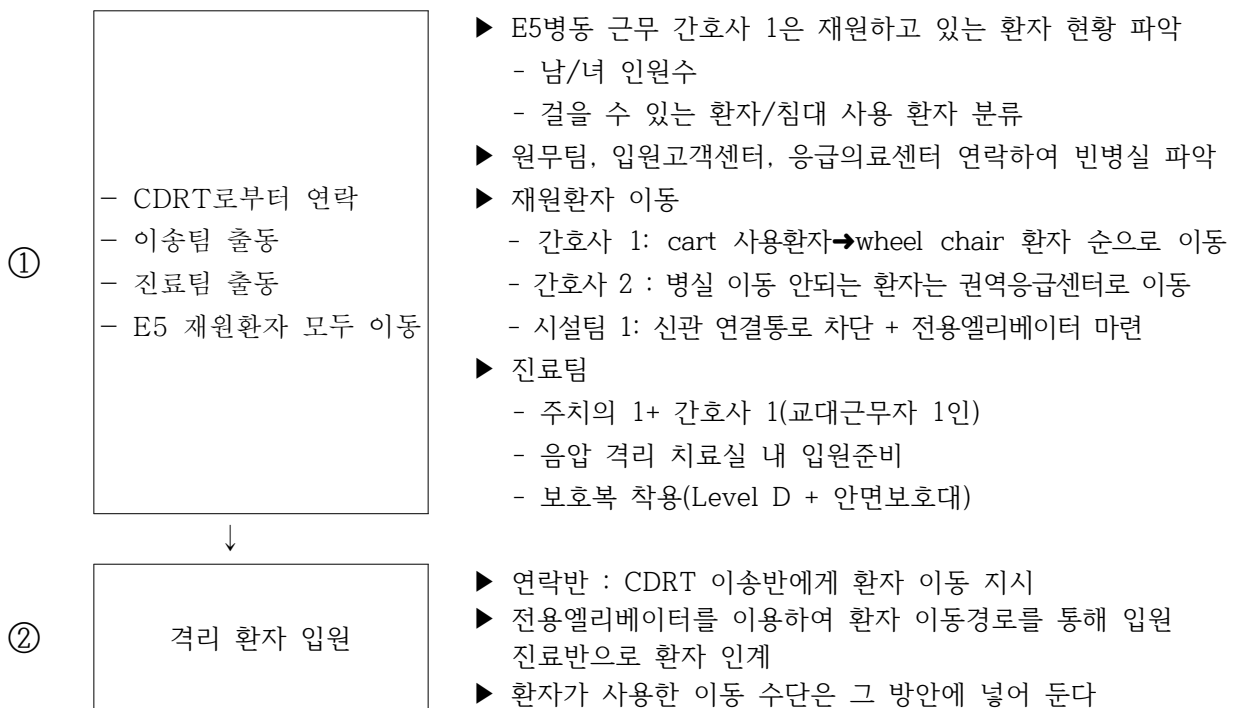 ①
− CDRT로부터 연락
− 이송팀 출동
− 진료팀 출동
− E5 재원환자 모두 이동
▶ E5병동 근무 간호사 1은 재원하고 있는 환자 현황 파악
- 남/녀 인원수
- 걸을 수 있는 환자/침대 사용 환자 분류
▶ 원무팀, 입원고객센터, 응급의료센터 연락하여 빈병실 파악
▶ 재원환자 이동
- 간호사 1: cart 사용환자➜wheel chair 환자 순으로 이동
- 간호사 2 : 병실 이동 안되는 환자는 권역응급센터로 이동
- 시설팀 1: 신관 연결통로 차단 + 전용엘리베이터 마련
▶ 진료팀
- 주치의 1+ 간호사 1(교대근무자 1인)
- 음압 격리 치료실 내 입원준비
- 보호복 착용(Level D + 안면보호대)
↓
②
격리 환자 입원
▶ 연락반 : CDRT 이송반에게 환자 이동 지시
▶ 전용엘리베이터를 이용하여 환자 이동경로를 통해 입원
진료반으로 환자 인계
▶ 환자가 사용한 이동 수단은 그 방안에 넣어 둔다